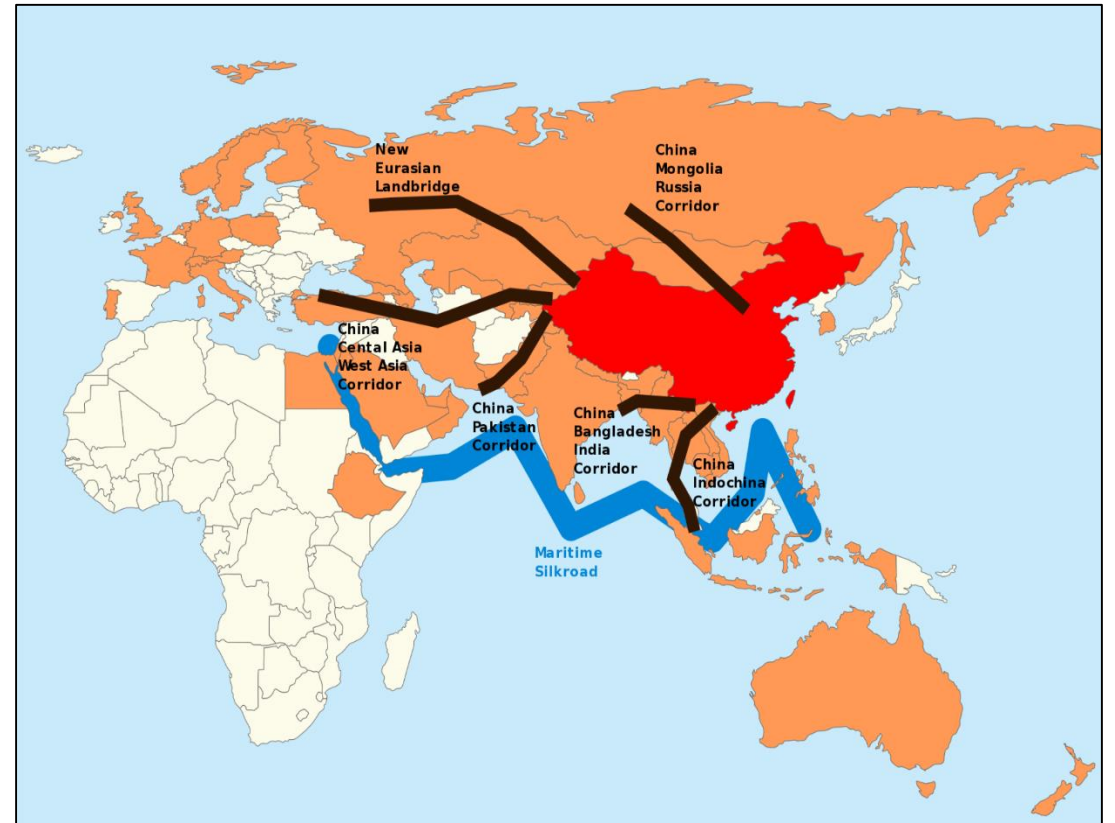 New
Eurasian
Landbridge
China
Mongolia
Russia
Corridor
China
Cental Asia
West Asia
Corridor
China
Pakistan
Corridor
China
Bangladesh
India
Corridor
China
Indochina
Corridor
Maritime
Silkroad